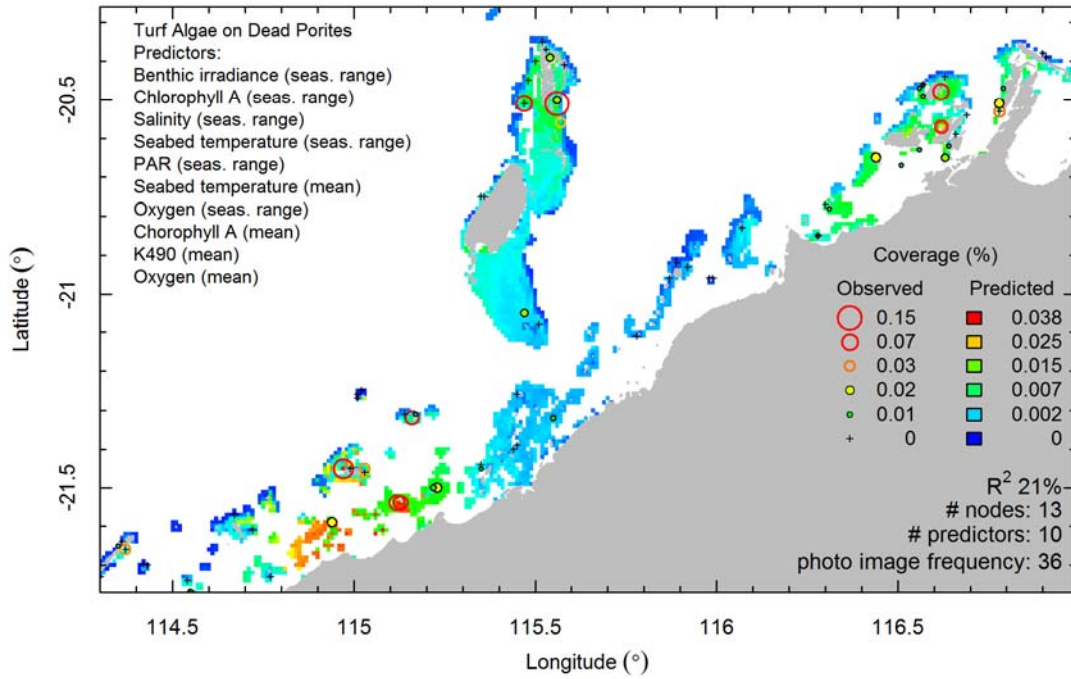 Turf Algae on Dead Porites
Predictors:
Benthic irradiance (seas. range)
Chlorophyll A (seas. range)
Salinity (seas. range)
Seabed temperature (seas. range)
PAR (seas. range)
Seabed temperature (mean)
Oxygen (seas. range)
Chorophyll A (mean)
K490 (mean)
Oxygen (mean)
-20.5
-21
-21.5
Latitude (°)
Coverage (%)
Observed Predicted
0.15 0.038
0.07 0.025
0.03 0.015
0.02 0.007
0.01 0.002
0 0
R² 21%
# nodes: 13
# predictors: 10
photo image frequency: 36
114.5 115 115.5 116 116.5
Longitude (°)